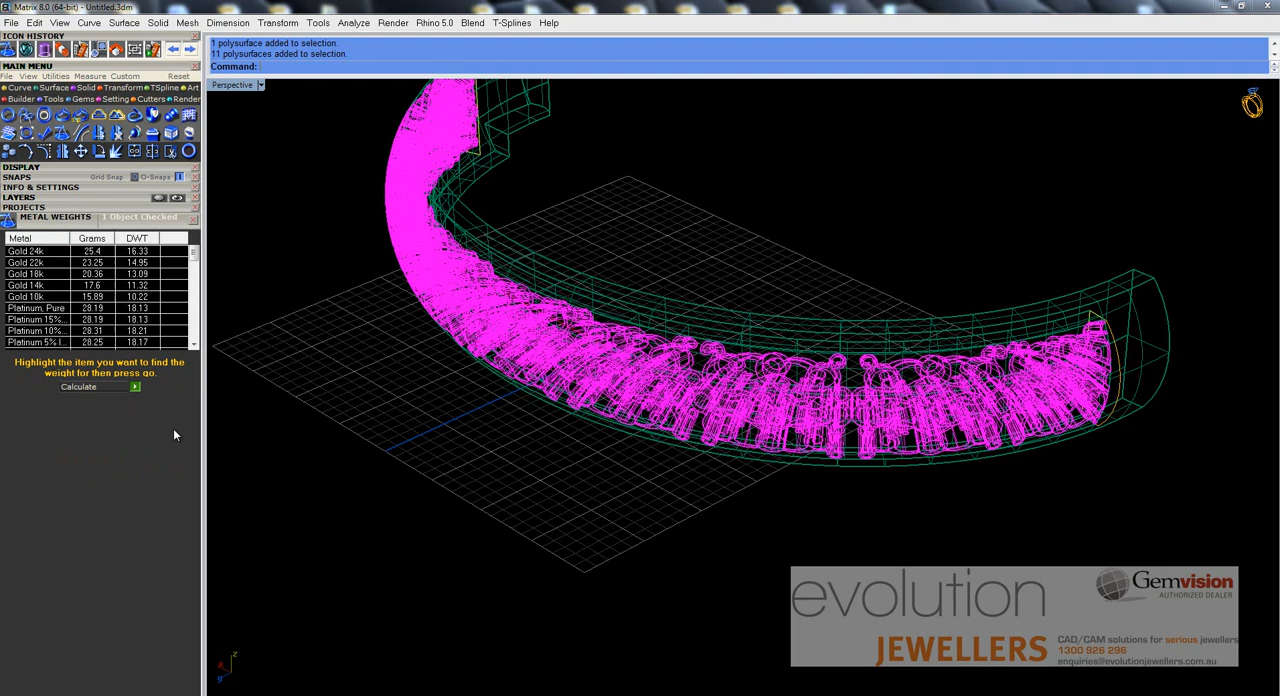 Matrix 8.0 (64-bit) - Untitled.3dm
File Edit View Curve Surface Solid Mesh Dimension Transform Tools Analyze Render Rhino 5.0 Blend T-Splines Help
ICON HISTORY
1 polysurface added to selection.
11 polysurfaces added to selection.
Command:
MAIN MENU
File View Utilities Measure Custom Reset
Curve Surface Solid Transform TSpline Art
Builder Tools Gems Setting Cutters Render
Perspective
DISPLAY
SNAPS Grid Snap O-Snaps
INFO & SETTINGS
LAYERS
PROJECTS
METAL WEIGHTS 1 Object Checked
Metal Grams DWT
Gold 24k 25.4 16.33
Gold 22k 23.25 14.95
Gold 18k 20.36 13.09
Gold 14k 17.6 11.32
Gold 10k 15.89 10.22
Platinum, Pure 28.19 18.13
Platinum 15%... 28.19 18.13
Platinum 10%... 28.31 18.21
Platinum 5% I... 28.25 18.17
Highlight the item you want to find the
weight for then press go.
Calculate
z
x
y
evolution
JEWELLERS
Gemvision
AUTHORIZED DEALER
CAD/CAM solutions for serious jewellers
1300 926 296
enquiries@evolutionjewellers.com.au